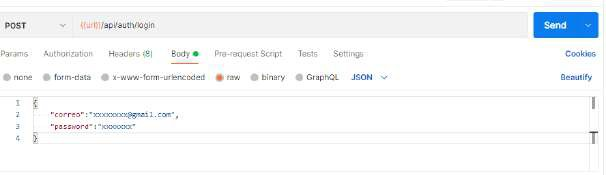 POST {{url}}/api/auth/login Send
Params Authorization Headers (8) Body Pre-request Script Tests Settings Cookies
none form-data x-www-form-urlencoded raw binary GraphQL JSON Beautify
1 {
2 "correo":"xxxxxxxx@gmail.com",
3 "password":"xxxxxxx"
4 }